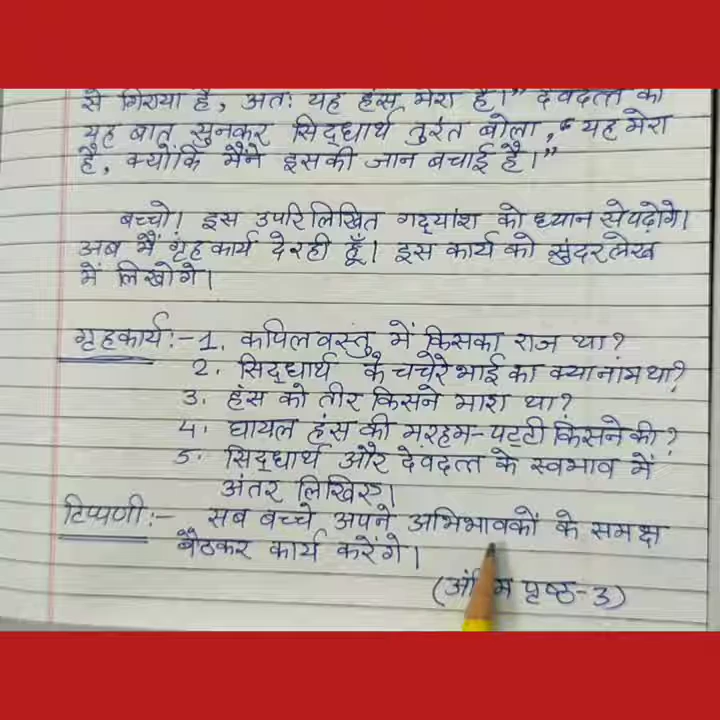 से गिराया है, अतः यह हंस मेरा है।" देवदत्त की
यह बात सुनकर सिद्धार्थ तुरंत बोला, "यह मेरा
है, क्योंकि मैंने इसकी जान बचाई है।"
बच्चो। इस उपरिलिखित गद्यांश को ध्यान से पढ़ोगे।
अब मैं गृहकार्य दे रही हूँ। इस कार्य को सुंदर लेख
में लिखोगे।
गृहकार्य:- 1. कपिलवस्तु में किसका राज था?
2. सिद्धार्थ के चचेरे भाई का क्या नाम था?
3. हंस को तीर किसने मारा था?
4. घायल हंस की मरहम-पट्टी किसने की?
5. सिद्धार्थ और देवदत्त के स्वभाव में
अंतर लिखिए।
टिप्पणी:- सब बच्चे अपने अभिभावकों के समक्ष
बैठकर कार्य करेंगे।
(अंतिम पृष्ठ-3)